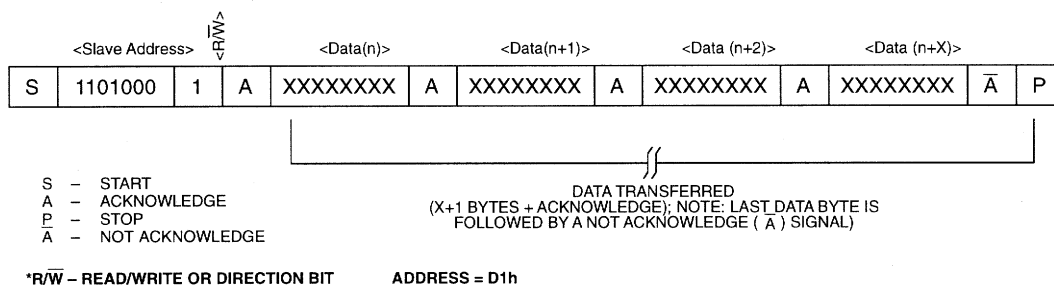 <R/W̅>
<Slave Address> <Data(n)> <Data(n+1)> <Data (n+2)> <Data (n+X)>
S 1101000 1 A XXXXXXXX A XXXXXXXX A XXXXXXXX A XXXXXXXX A̅ P
S – START
A – ACKNOWLEDGE
P – STOP
A̅ – NOT ACKNOWLEDGE
DATA TRANSFERRED
(X+1 BYTES + ACKNOWLEDGE); NOTE: LAST DATA BYTE IS
FOLLOWED BY A NOT ACKNOWLEDGE ( A̅ ) SIGNAL)
*R/W̅ – READ/WRITE OR DIRECTION BIT ADDRESS = D1h